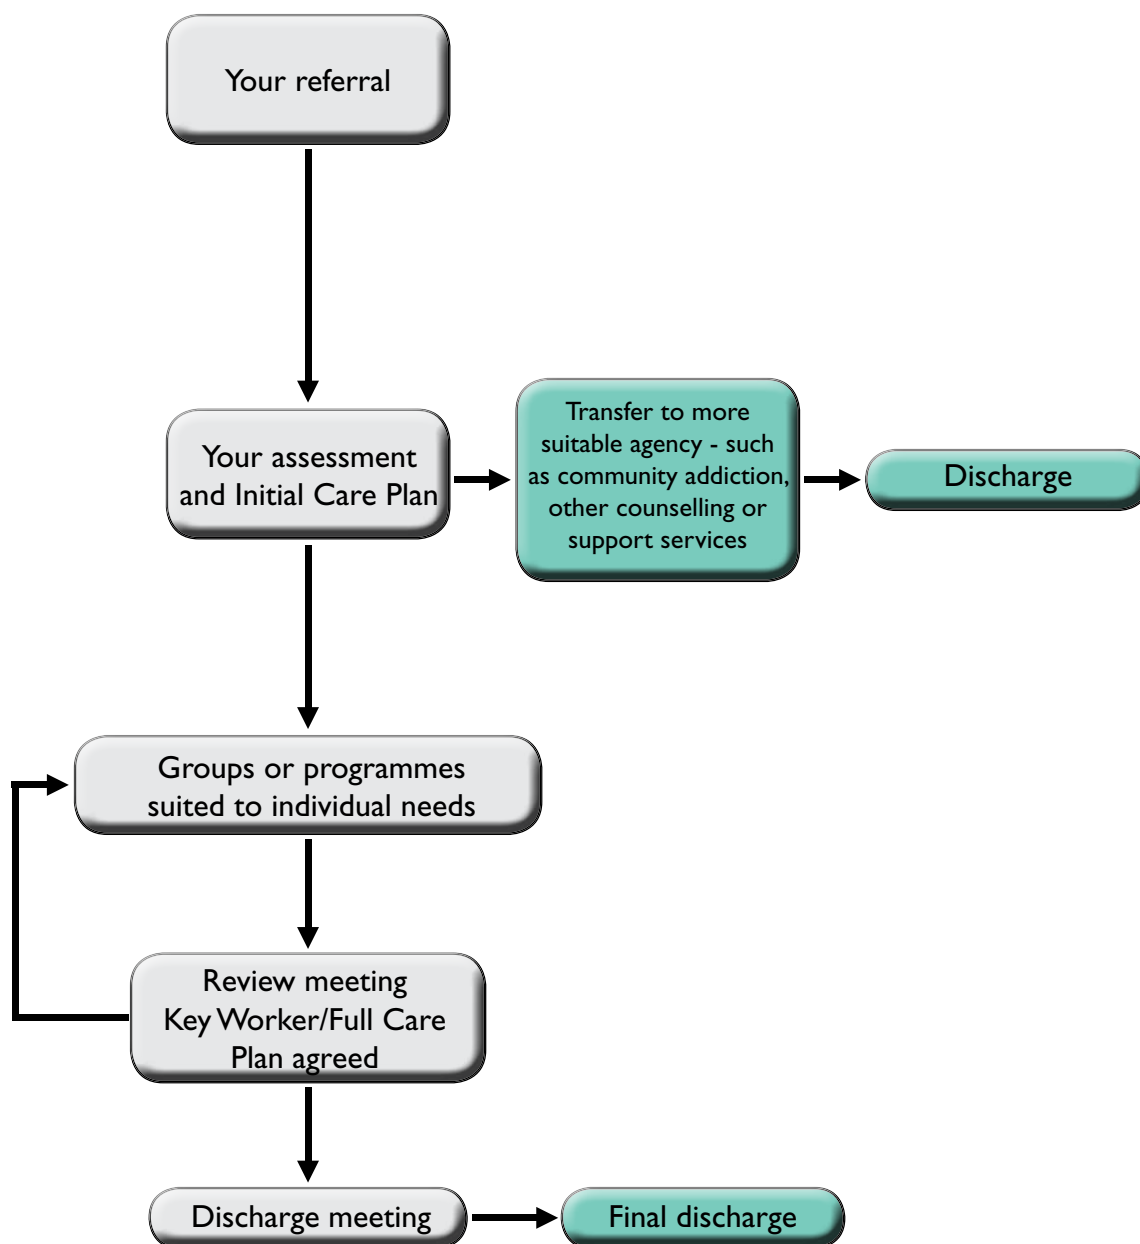 Your referral
Your assessment
and Initial Care Plan
Transfer to more
suitable agency - such
as community addiction,
other counselling or
support services
Discharge
Groups or programmes
suited to individual needs
Review meeting
Key Worker/Full Care
Plan agreed
Discharge meeting
Final discharge